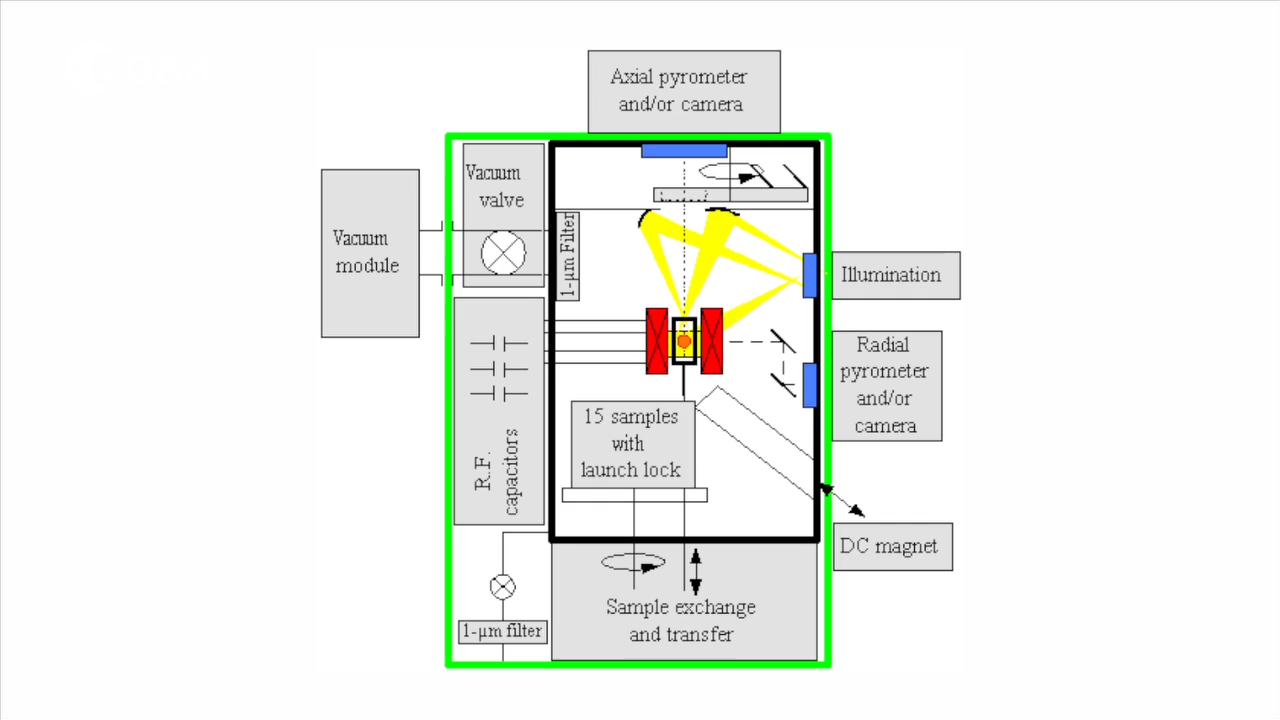 Axial pyrometer
and/or camera
Vacuum
valve
Vacuum
module
1-µm Filter
Illumination
Radial
pyrometer
and/or
camera
15 samples
with
launch lock
R.F.
capacitors
DC magnet
Sample exchange
and transfer
1-µm filter